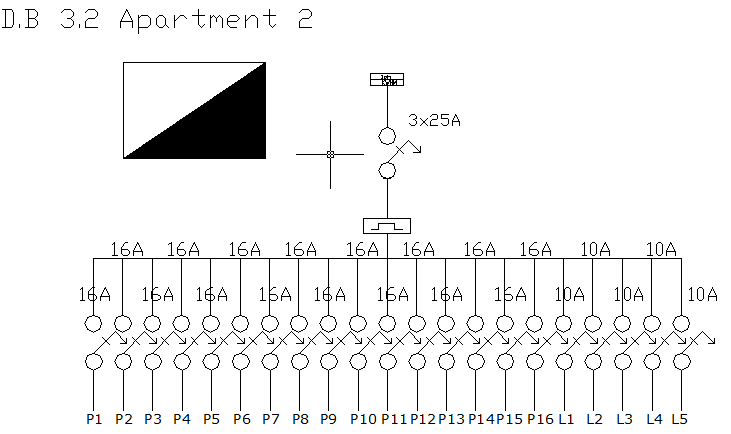 D.B 3.2 Apartment 2
3x25A
16A 16A 16A 16A 16A 16A 16A 10A 10A
16A 16A 16A 16A 16A 16A 16A 16A 10A 10A 10A
P1 P2 P3 P4 P5 P6 P7 P8 P9 P10 P11 P12 P13 P14 P15 P16 L1 L2 L3 L4 L5